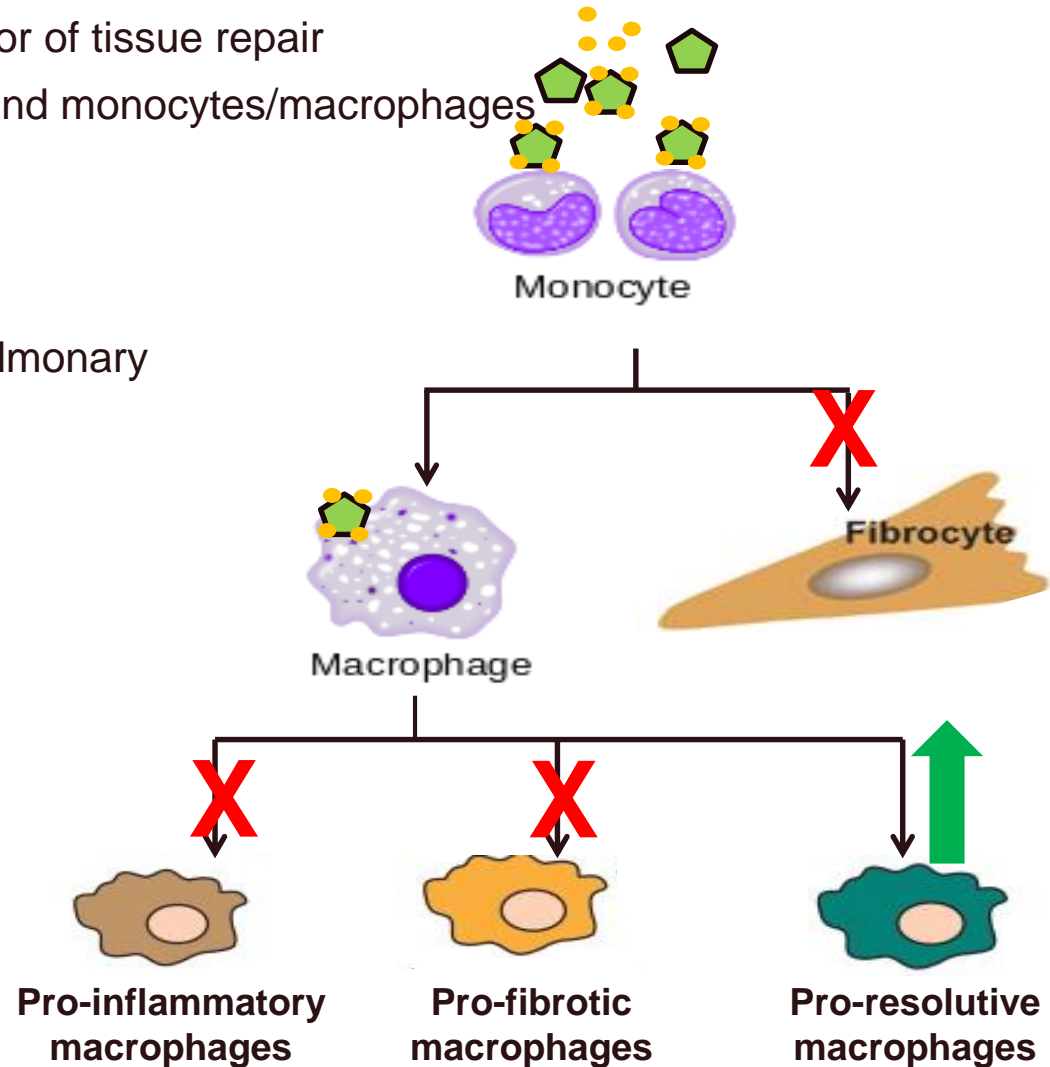 or of tissue repair
nd monocytes/macrophages
Monocyte
lmonary
X
Fibrocyte
Macrophage
X
X
Pro-inflammatory
macrophages
Pro-fibrotic
macrophages
Pro-resolutive
macrophages